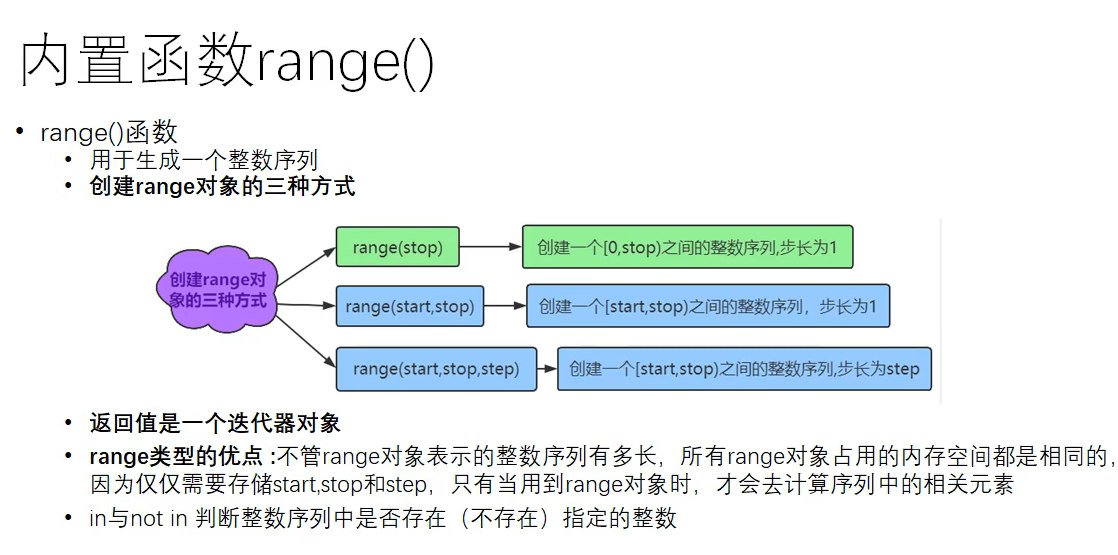 内置函数range()
• range()函数
• 用于生成一个整数序列
• 创建range对象的三种方式
创建range对
象的三种方式
range(stop)
创建一个[0,stop)之间的整数序列,步长为1
range(start,stop)
创建一个[start,stop)之间的整数序列，步长为1
range(start,stop,step)
创建一个[start,stop)之间的整数序列,步长为step
• 返回值是一个迭代器对象
• range类型的优点 :不管range对象表示的整数序列有多长，所有range对象占用的内存空间都是相同的，
因为仅仅需要存储start,stop和step，只有当用到range对象时，才会去计算序列中的相关元素
• in与not in 判断整数序列中是否存在（不存在）指定的整数